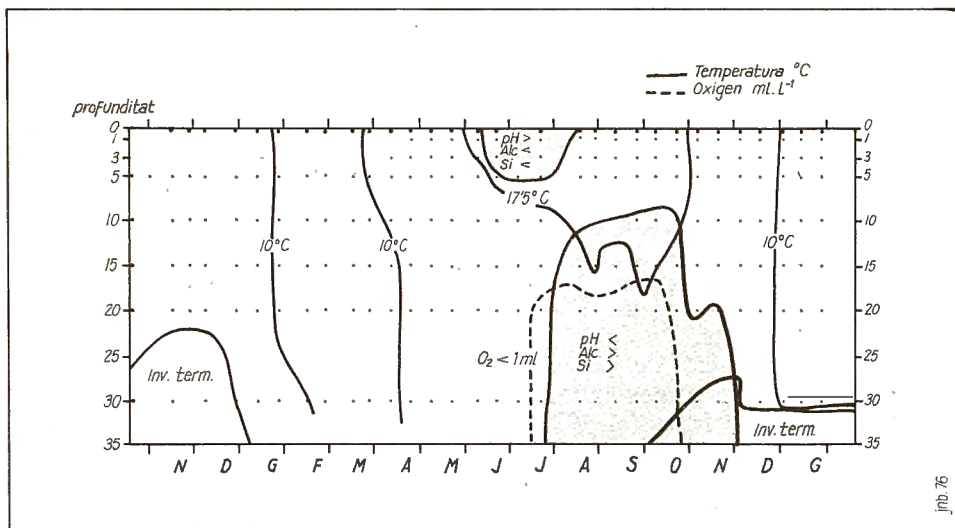 Temperatura °C
Oxigen ml. L⁻¹
profunditat
0 0
1 1
3 3
5 5
10 10
15 15
20 20
25 25
30 30
35 35
pH >
Alc <
Si <
17'5° C
10°C 10°C 10°C
O₂ < 1 ml
pH <
Alc. >
Si >
Inv. term.
Inv. term.
N D G F M A M J J A S O N D G
jnb. 76